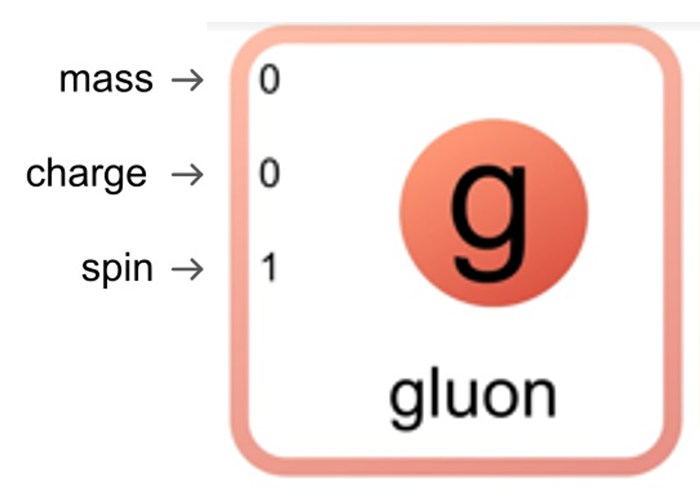 mass → 0
charge → 0
spin → 1
g
gluon